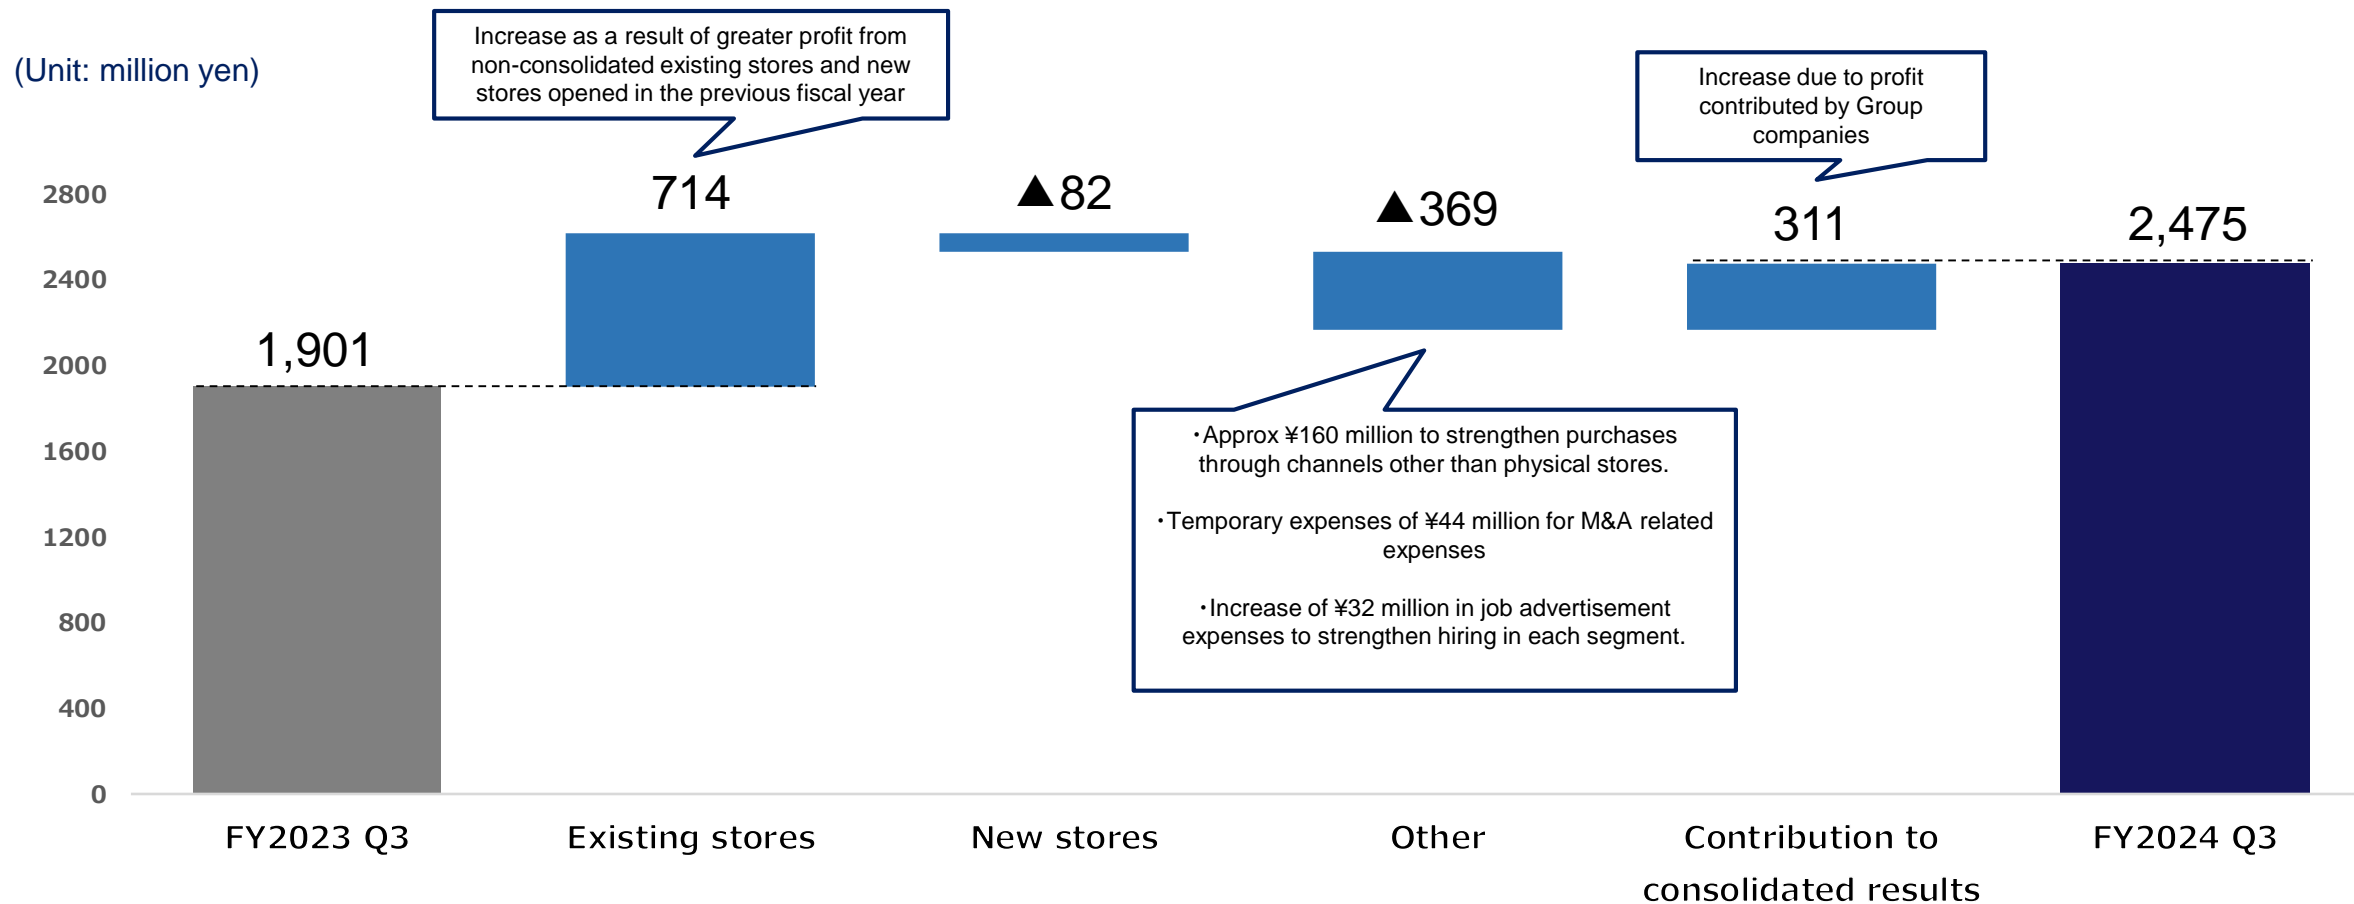 (Unit: million yen)
Increase as a result of greater profit from
non-consolidated existing stores and new
stores opened in the previous fiscal year
Increase due to profit
contributed by Group
companies
2800
2400
2000
1600
1200
800
400
0
1,901
714
▲82
▲369
311
2,475
・Approx ¥160 million to strengthen purchases
through channels other than physical stores.
・Temporary expenses of ¥44 million for M&A related
expenses
・Increase of ¥32 million in job advertisement
expenses to strengthen hiring in each segment.
FY2023 Q3
Existing stores
New stores
Other
Contribution to
consolidated results
FY2024 Q3